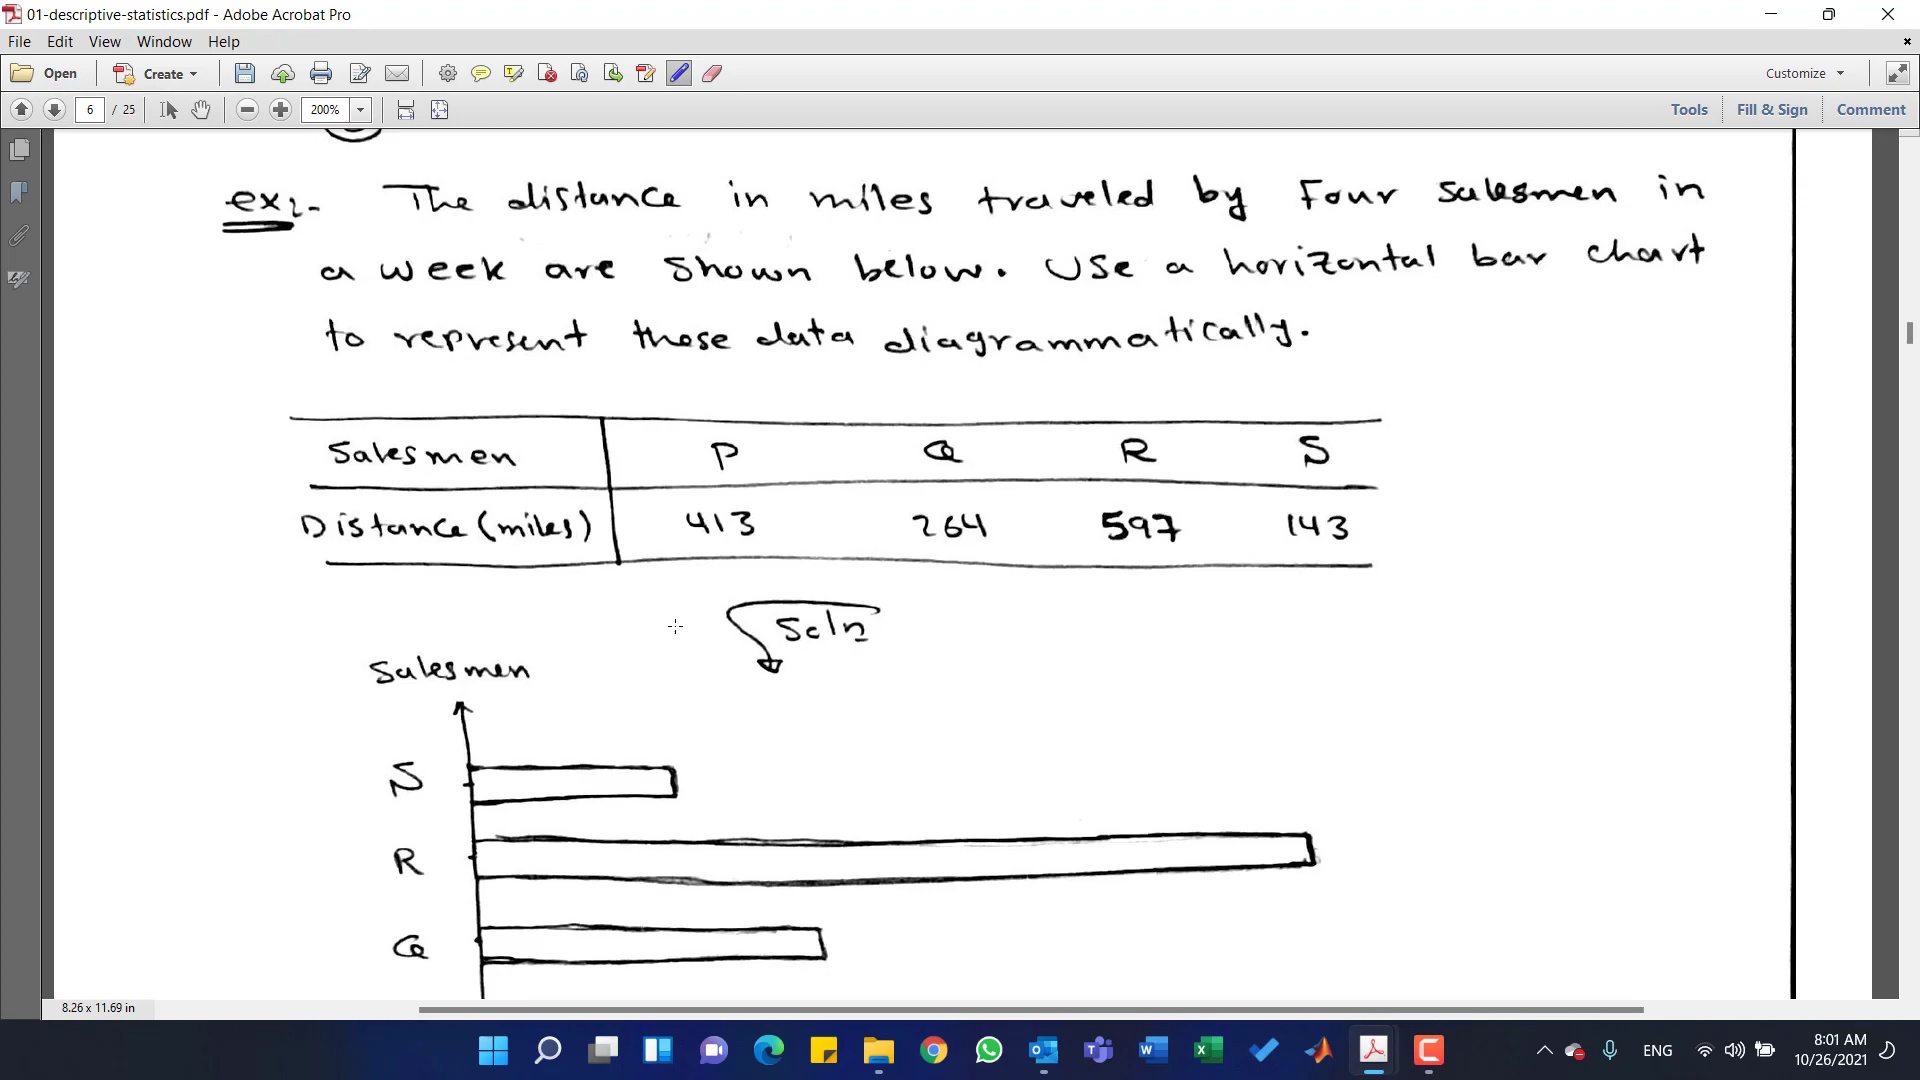 01-descriptive-statistics.pdf - Adobe Acrobat Pro
File Edit View Window Help
Open Create Customize
6 / 25 200% Tools Fill & Sign Comment
ex:- The distance in miles traveled by Four salesmen in
a week are shown below. Use a horizontal bar chart
to represent these data diagrammatically.
Salesmen P Q R S
Distance (miles) 413 264 597 143
Soln
Salesmen
S
R
Q
8.26 x 11.69 in
ENG 8:01 AM
10/26/2021